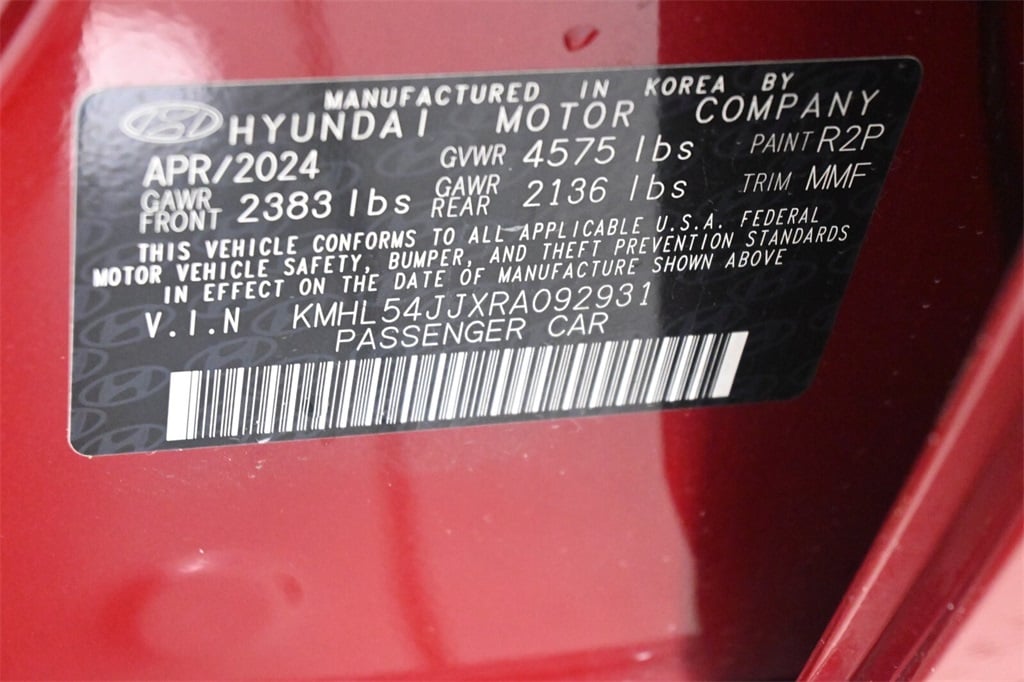 MANUFACTURED IN KOREA BY
HYUNDAI MOTOR COMPANY
APR/2024 GVWR 4575 lbs PAINT R2P
GAWR FRONT 2383 lbs GAWR REAR 2136 lbs TRIM MMF
THIS VEHICLE CONFORMS TO ALL APPLICABLE U.S.A. FEDERAL
MOTOR VEHICLE SAFETY, BUMPER, AND THEFT PREVENTION STANDARDS
IN EFFECT ON THE DATE OF MANUFACTURE SHOWN ABOVE
V.I.N KMHL54JJXRA092931
PASSENGER CAR